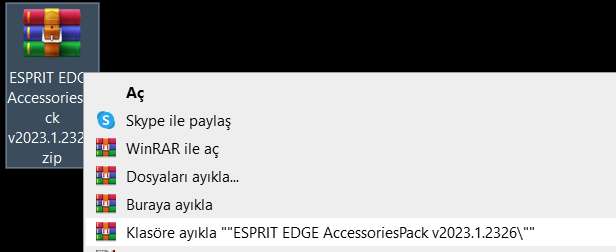 ESPRIT EDG
Accessories
ck
v2023.1.232
zip
Aç
Skype ile paylaş
WinRAR ile aç
Dosyaları ayıkla...
Buraya ayıkla
Klasöre ayıkla ""ESPRIT EDGE AccessoriesPack v2023.1.2326\""